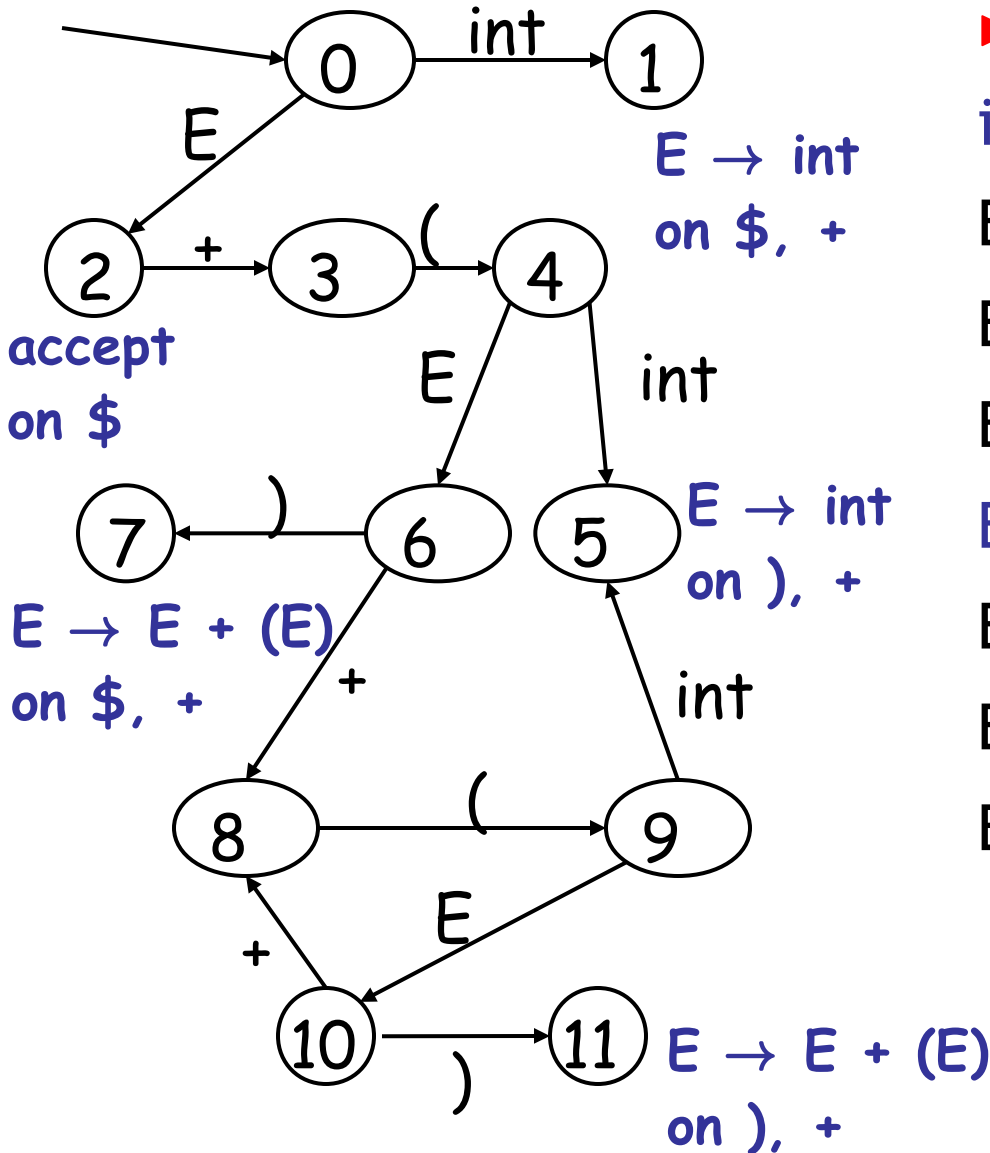 int
0
1
E
E → int
on $, +
+
(
2
3
4
accept
on $
E
int
)
7
6
5
E → int
on ), +
E → E + (E)
on $, +
+
int
(
8
9
E
+
10
11
)
E → E + (E)
on ), +